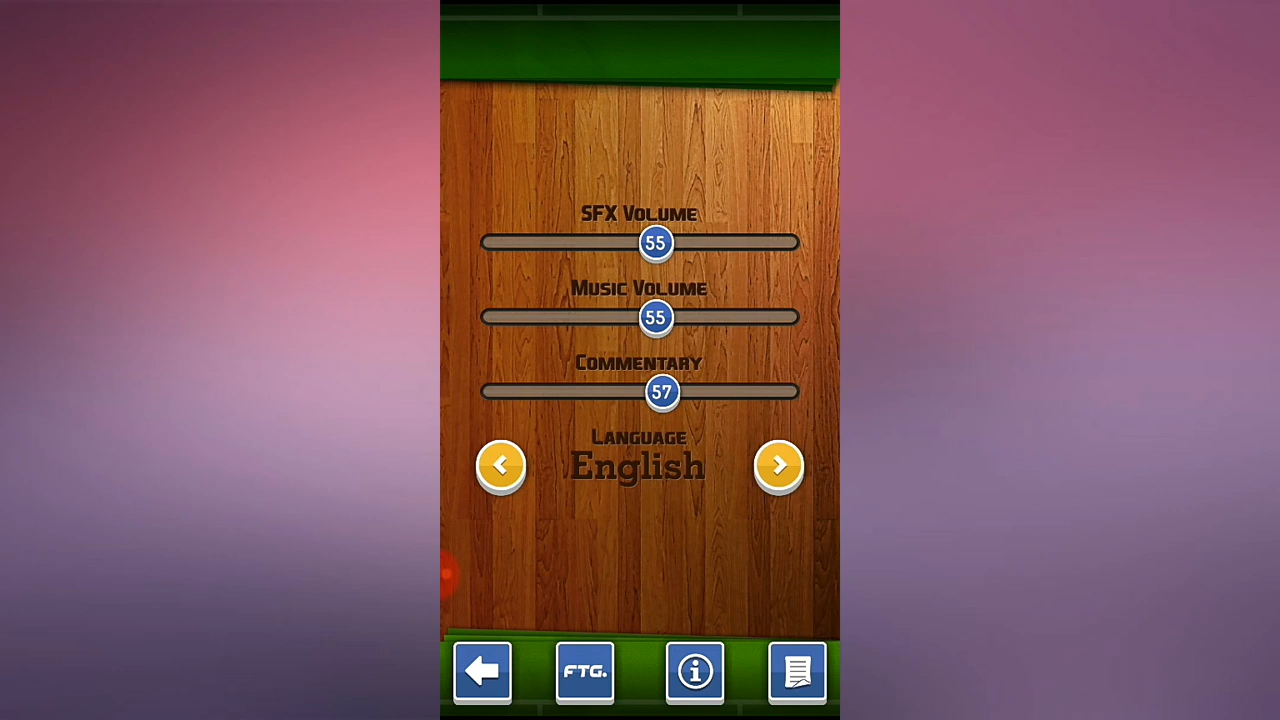 SFX Volume
55
Music Volume
55
Commentary
57
Language
English
FTG.